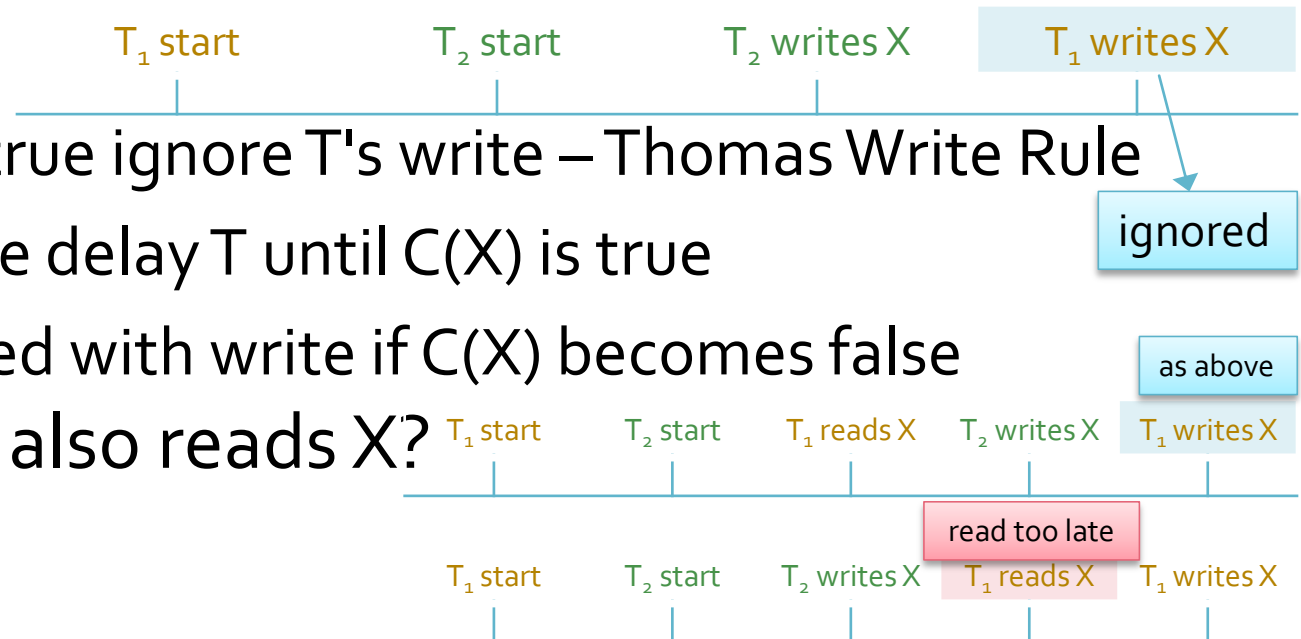 T₁ start T₂ start T₂ writes X T₁ writes X
true ignore T's write – Thomas Write Rule
ignored
e delay T until C(X) is true
ed with write if C(X) becomes false
as above
also reads X?
T₁ start T₂ start T₁ reads X T₂ writes X T₁ writes X
read too late
T₁ start T₂ start T₂ writes X T₁ reads X T₁ writes X